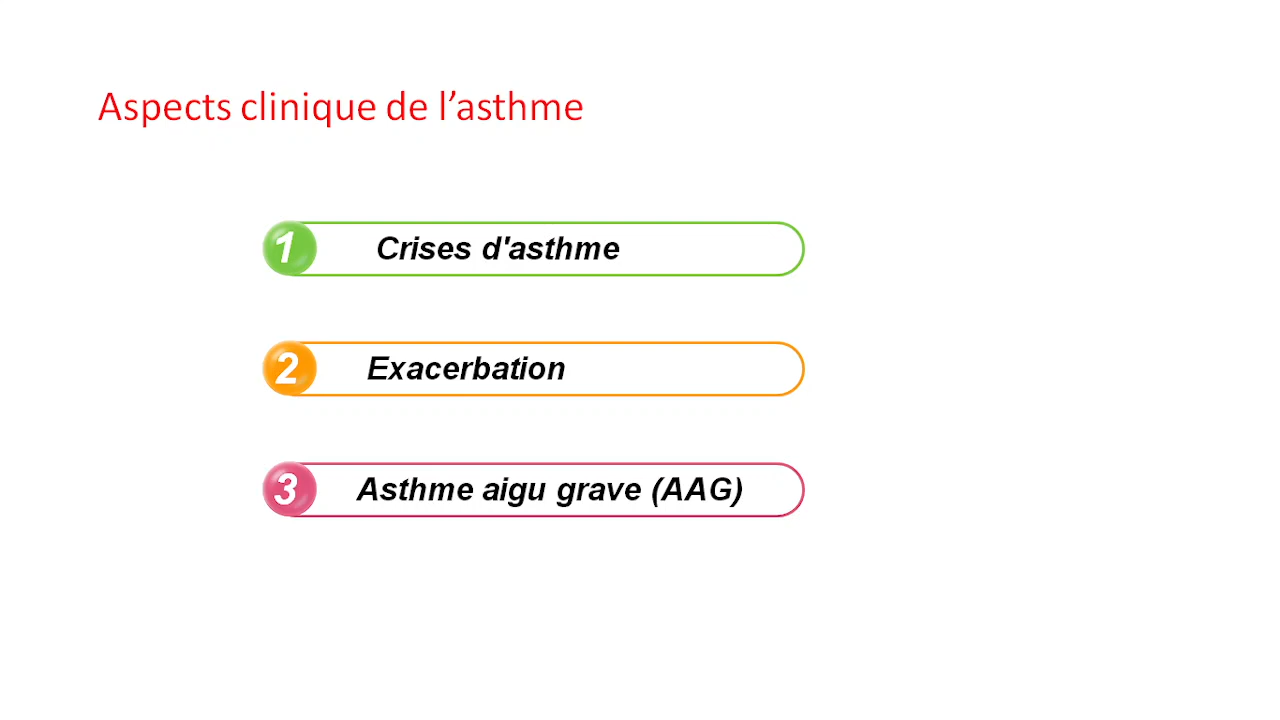 Aspects clinique de l’asthme
1 Crises d'asthme
2 Exacerbation
3 Asthme aigu grave (AAG)